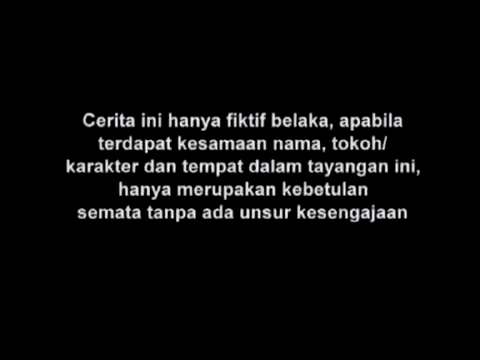 Cerita ini hanya fiktif belaka, apabila
terdapat kesamaan nama, tokoh/
karakter dan tempat dalam tayangan ini,
hanya merupakan kebetulan
semata tanpa ada unsur kesengajaan